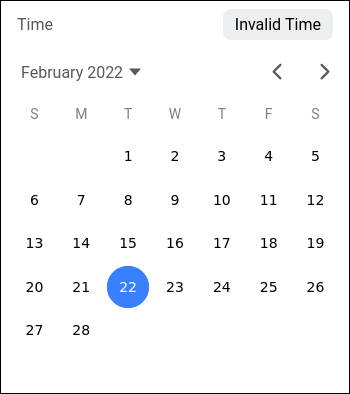 Time Invalid Time
February 2022
S M T W T F S
1 2 3 4 5
6 7 8 9 10 11 12
13 14 15 16 17 18 19
20 21 22 23 24 25 26
27 28